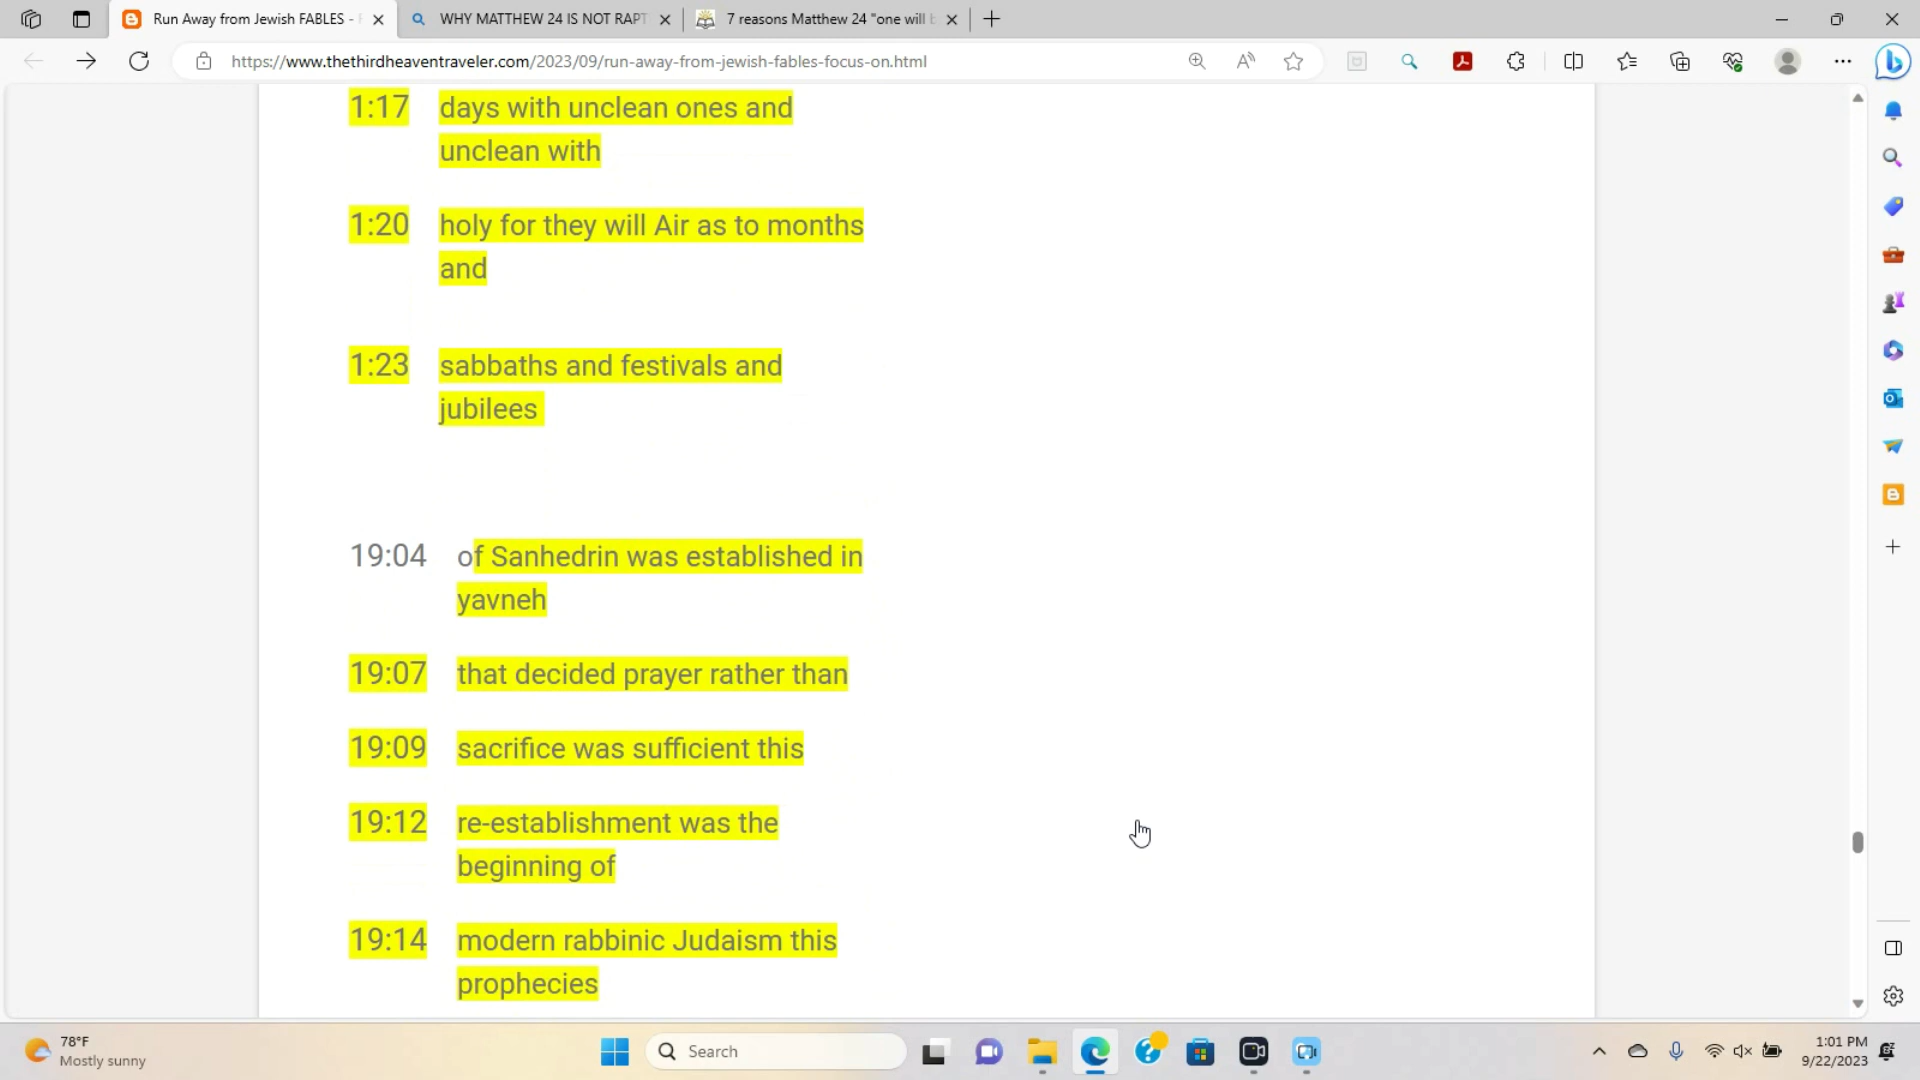 Run Away from Jewish FABLES -
WHY MATTHEW 24 IS NOT RAPT
7 reasons Matthew 24 "one will
https://www.thethirdheaventraveler.com/2023/09/run-away-from-jewish-fables-focus-on.html
1:17 days with unclean ones and
unclean with
1:20 holy for they will Air as to months
and
1:23 sabbaths and festivals and
jubilees
19:04 of Sanhedrin was established in
yavneh
19:07 that decided prayer rather than
19:09 sacrifice was sufficient this
19:12 re-establishment was the
beginning of
19:14 modern rabbinic Judaism this
prophecies
78°F
Mostly sunny
Search
1:01 PM
9/22/2023